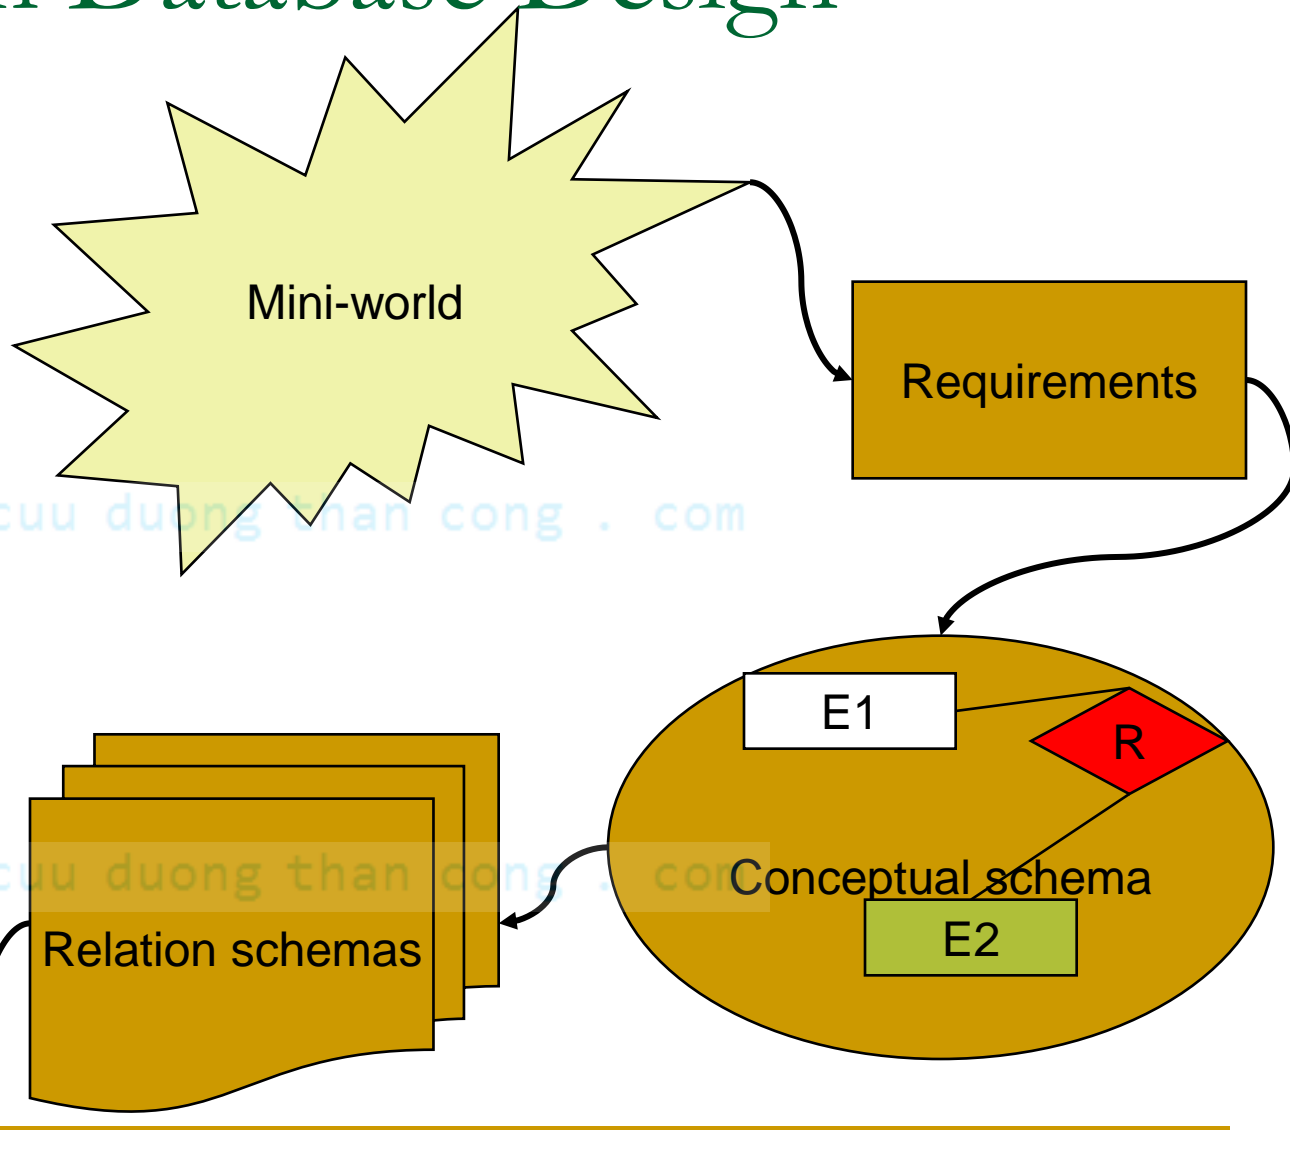 Database Design
Mini-world
Requirements
cuu duong than cong . com
E1
R
Conceptual schema
cuu duong than cong . com
E2
Relation schemas